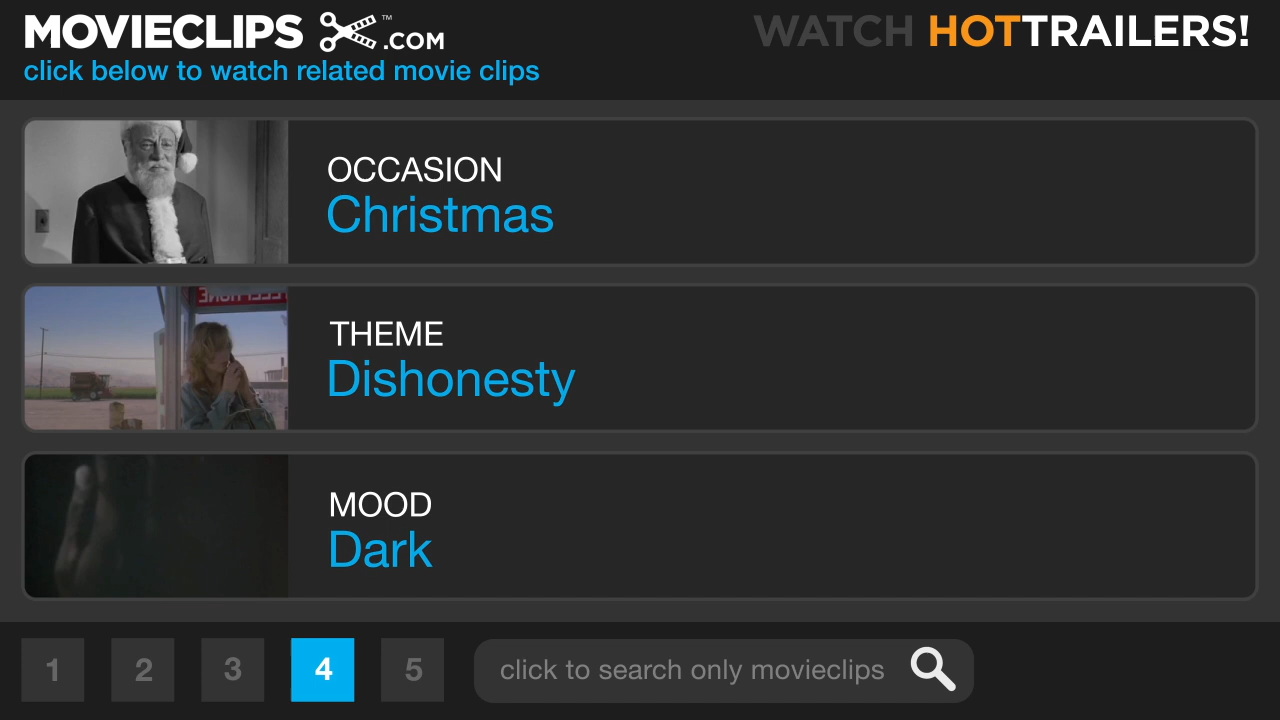 MOVIECLIPS ™ .COM
WATCH HOTTRAILERS!
click below to watch related movie clips
OCCASION
Christmas
THEME
Dishonesty
MOOD
Dark
1 2 3 4 5
click to search only movieclips